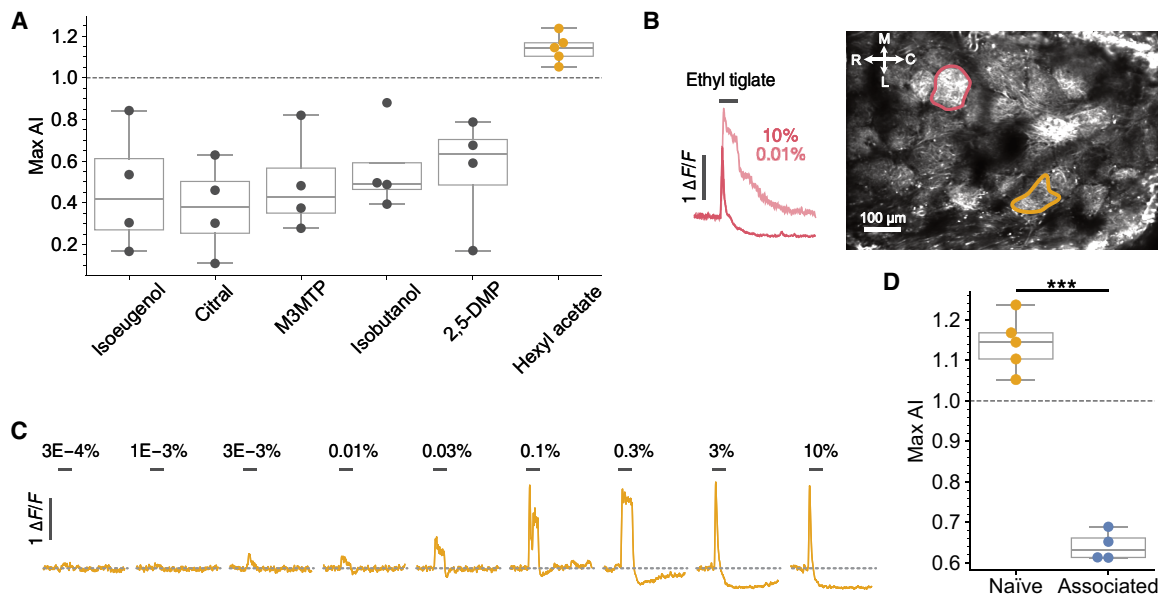 A
Max AI
1.2
1.0
0.8
0.6
0.4
0.2
Isoeugenol
Citral
M3MTP
Isobutanol
2,5-DMP
Hexyl acetate
B
Ethyl tiglate
10%
0.01%
1 ΔF/F
M
R C
L
100 µm
C
3E−4% 1E−3% 3E−3% 0.01% 0.03% 0.1% 0.3% 3% 10%
1 ΔF/F
D
***
Max AI
1.2
1.1
1.0
0.9
0.8
0.7
0.6
Naïve Associated